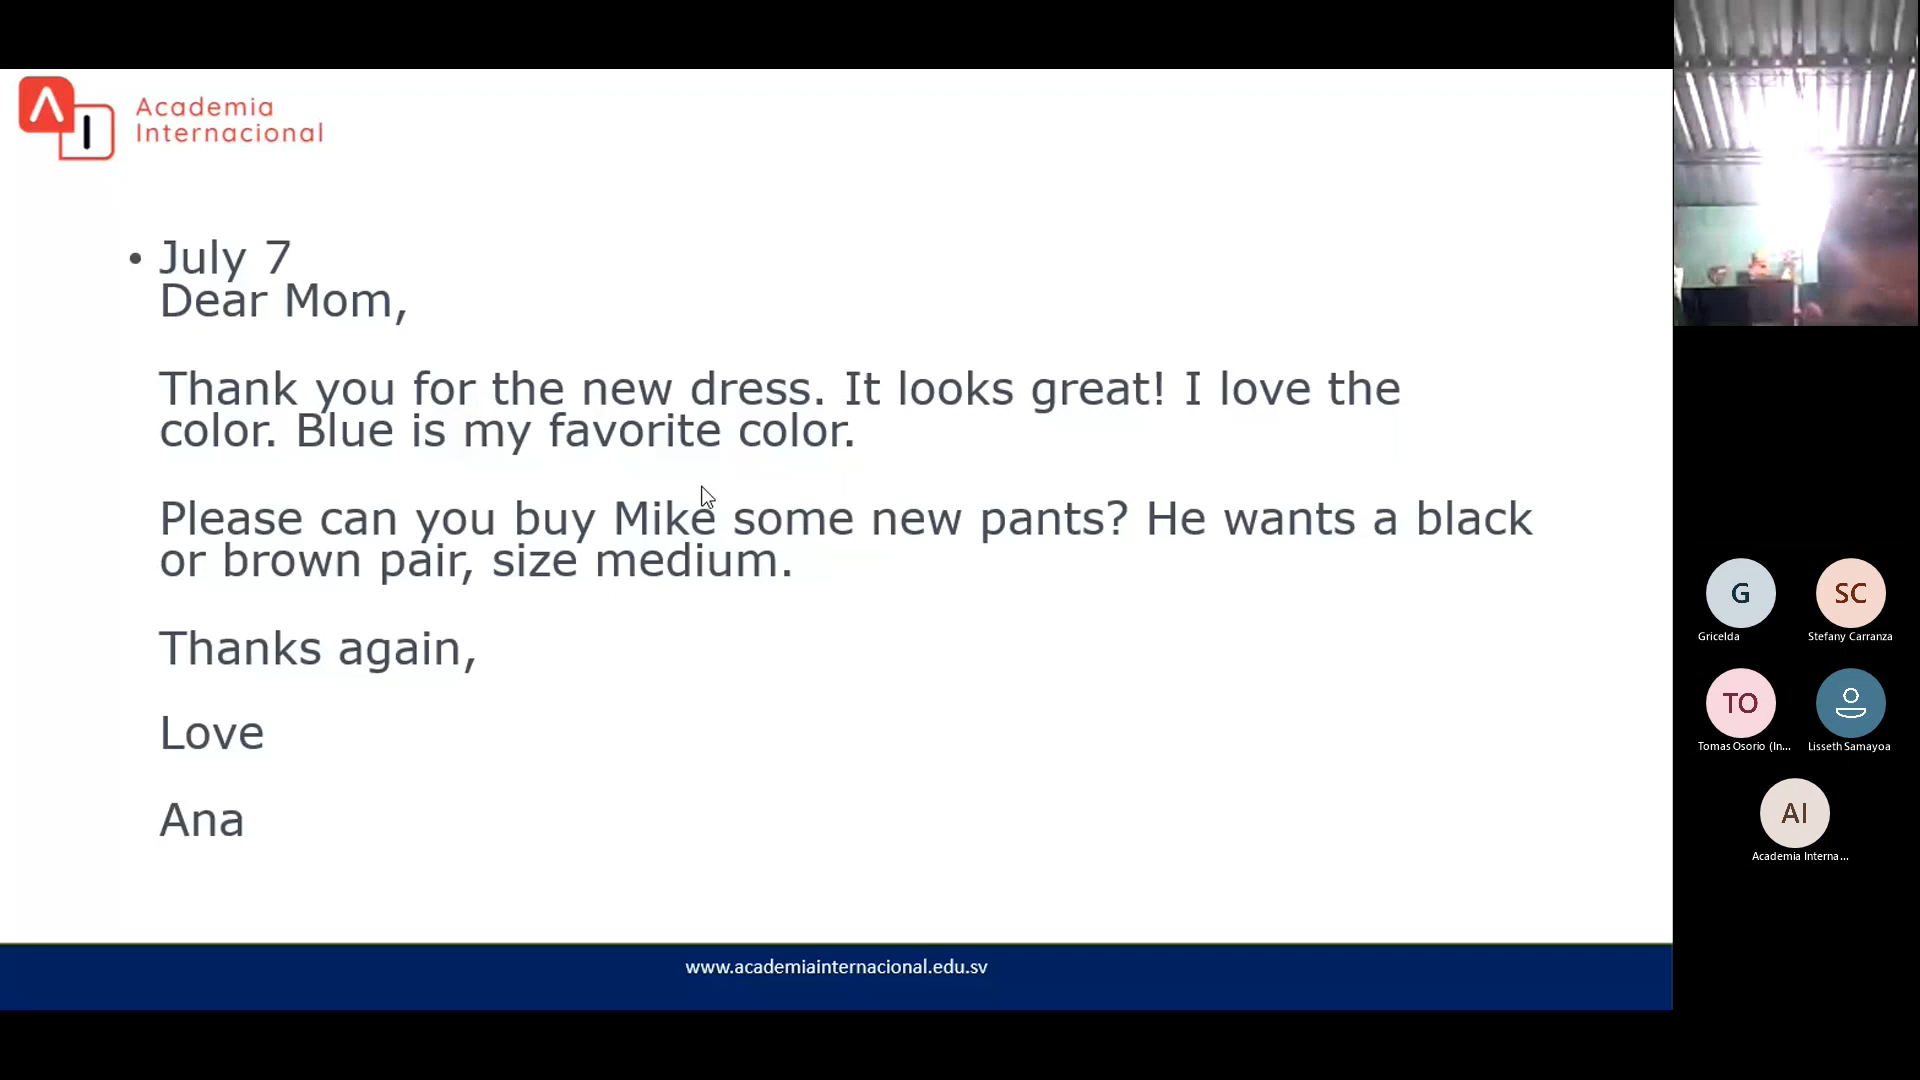 Academia
Internacional
• July 7
Dear Mom,
Thank you for the new dress. It looks great! I love the
color. Blue is my favorite color.
Please can you buy Mike some new pants? He wants a black
or brown pair, size medium.
Thanks again,
Love
Ana
www.academiainternacional.edu.sv
G
Gricelda
SC
Stefany Carranza
TO
Tomas Osorio (In...
Lisseth Samayoa
AI
Academia Interna...